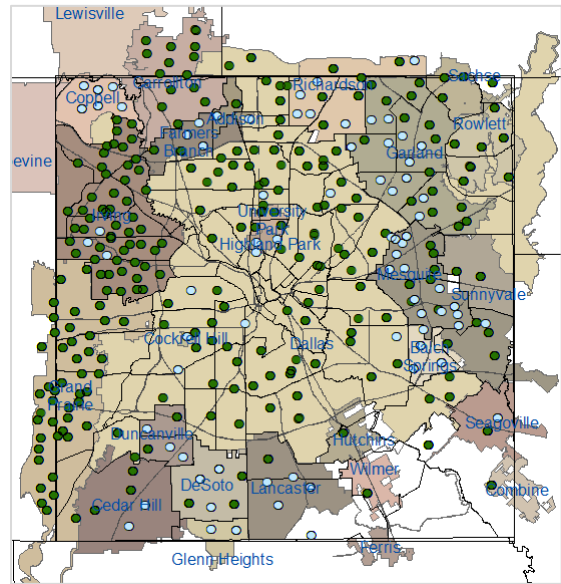 Lewisville
Carrollton
Sachse
Coppell
Richardson
Addison
Rowlett
Farmers
Branch
Garland
evine
Irving
University
Park
Highland Park
Mesquite
Sunnyvale
Cockrell Hill
Dallas
Balch
Springs
Grand
Prairie
Seagoville
Duncanville
Hutchins
Wilmer
DeSoto
Lancaster
Combine
Cedar Hill
Ferris
Glenn Heights